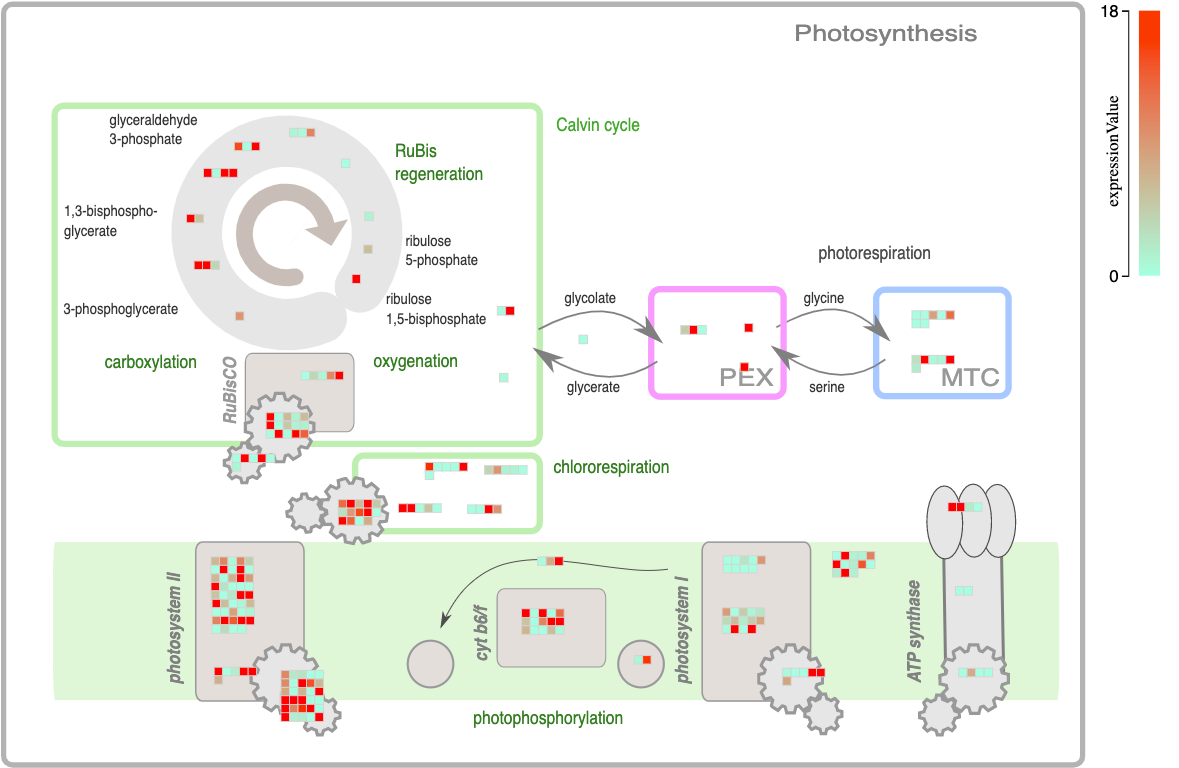 Photosynthesis
18
expressionValue
0
glyceraldehyde
3-phosphate
Calvin cycle
RuBis
regeneration
1,3-bisphospho-
glycerate
ribulose
5-phosphate
photorespiration
3-phosphoglycerate
ribulose
1,5-bisphosphate
glycolate
glycine
carboxylation
oxygenation
glycerate
serine
PEX
MTC
RuBisCO
chlororespiration
photosystem II
cyt b6/f
photosystem I
ATP synthase
photophosphorylation